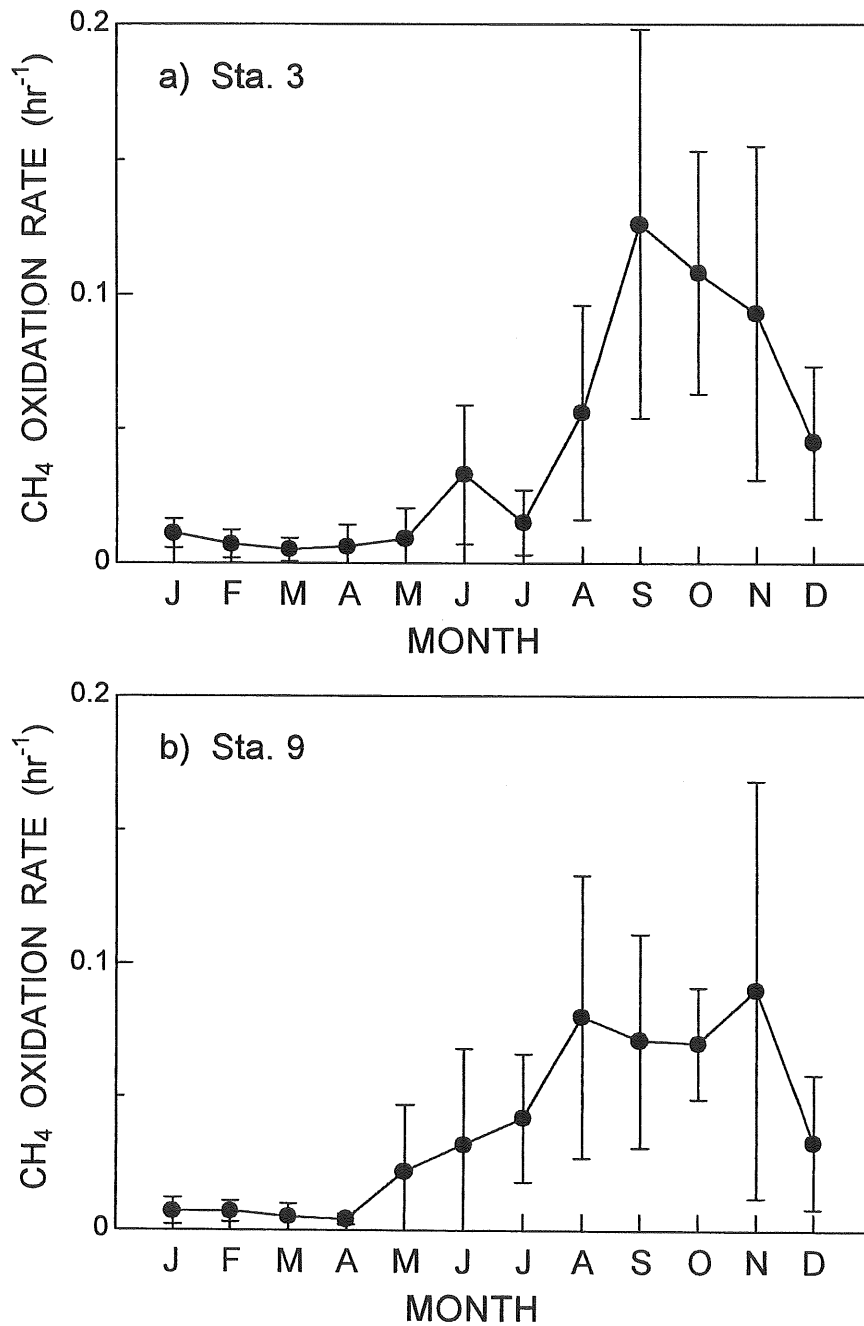 0.2
a) Sta. 3
CH₄ OXIDATION RATE (hr⁻¹)
0.1
0
J F M A M J J A S O N D
MONTH
0.2
b) Sta. 9
CH₄ OXIDATION RATE (hr⁻¹)
0.1
0
J F M A M J J A S O N D
MONTH